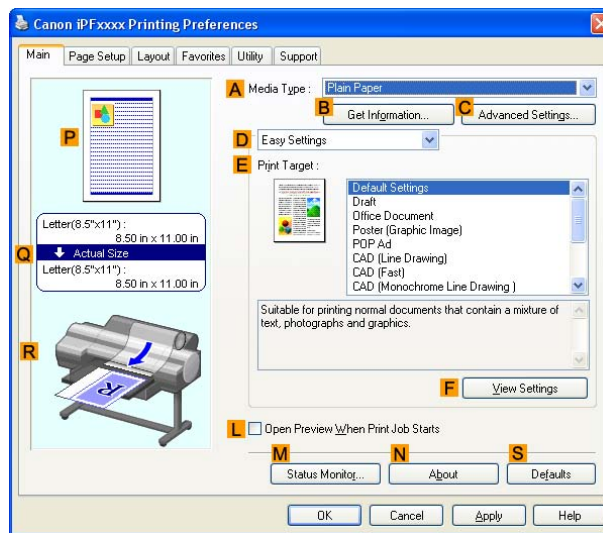 Canon iPFxxxx Printing Preferences
Main Page Setup Layout Favorites Utility Support
A Media Type : Plain Paper
B Get Information... C Advanced Settings...
D Easy Settings
E Print Target :
Default Settings
Draft
Office Document
Poster (Graphic Image)
POP Ad
CAD (Line Drawing)
CAD (Fast)
CAD (Monochrome Line Drawing )
Suitable for printing normal documents that contain a mixture of
text, photographs and graphics.
F View Settings
P
Q
Letter(8.5"x11") :
8.50 in x 11.00 in
Actual Size
Letter(8.5"x11") :
8.50 in x 11.00 in
R
R
L Open Preview When Print Job Starts
M Status Monitor... N About S Defaults
OK Cancel Apply Help